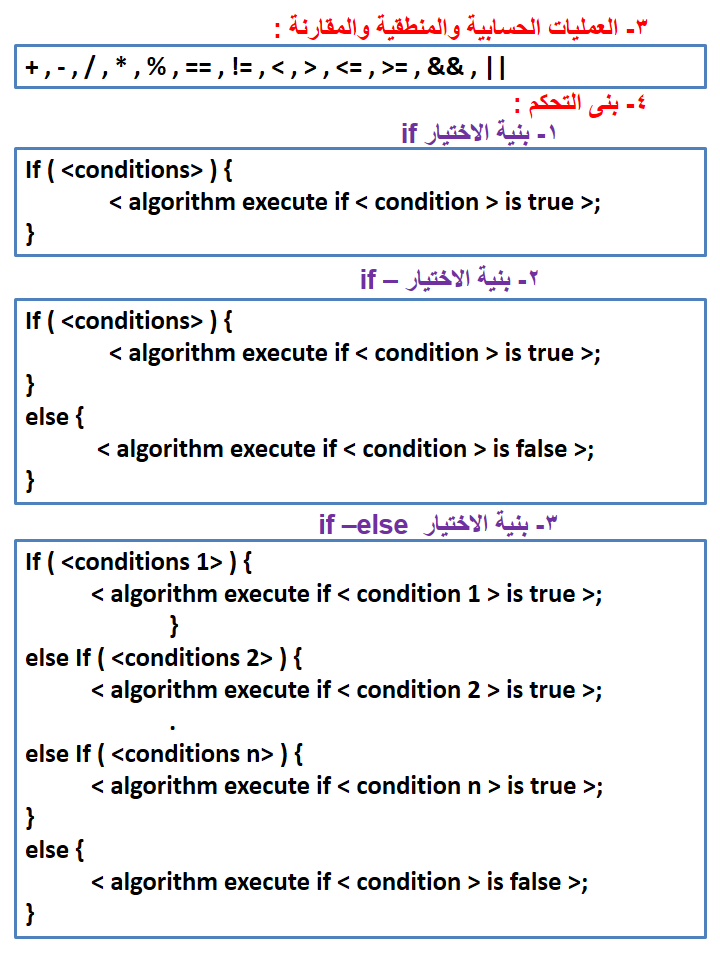 ٣- العمليات الحسابية والمنطقية والمقارنة :
+ , - , / , * , % , == , != , < , > , <= , >= , && , ||
٤- بنى التحكم :
١- بنية الاختيار if
If ( <conditions> ) {
< algorithm execute if < condition > is true >;
}
٢- بنية الاختيار – if
If ( <conditions> ) {
< algorithm execute if < condition > is true >;
}
else {
< algorithm execute if < condition > is false >;
}
٣- بنية الاختيار if –else
If ( <conditions 1> ) {
< algorithm execute if < condition 1 > is true >;
}
else If ( <conditions 2> ) {
< algorithm execute if < condition 2 > is true >;
.
else If ( <conditions n> ) {
< algorithm execute if < condition n > is true >;
}
else {
< algorithm execute if < condition > is false >;
}